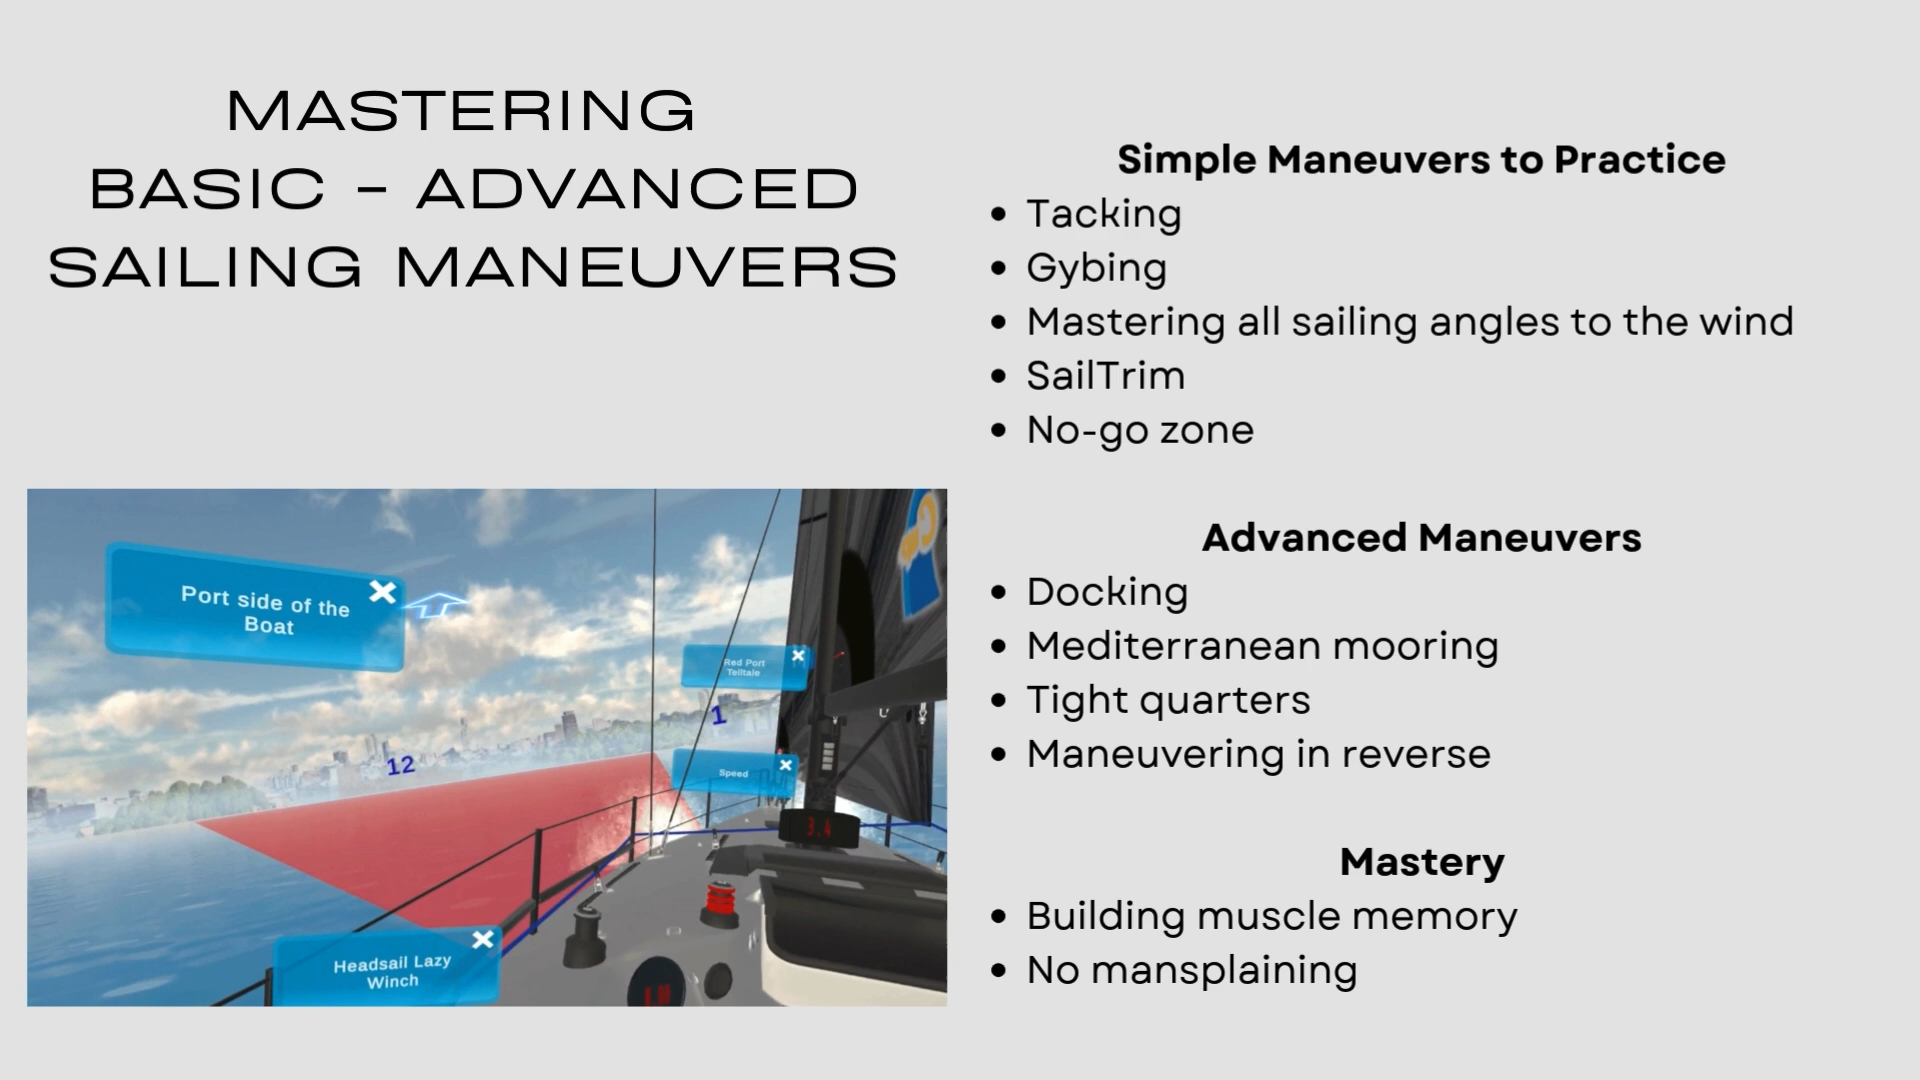 MASTERING
BASIC - ADVANCED
SAILING MANEUVERS
Simple Maneuvers to Practice
• Tacking
• Gybing
• Mastering all sailing angles to the wind
• SailTrim
• No-go zone
Advanced Maneuvers
• Docking
• Mediterranean mooring
• Tight quarters
• Maneuvering in reverse
Mastery
• Building muscle memory
• No mansplaining
Port side of the
Boat
Red Port
Telltale
1
12
Speed
3.4
Headsail Lazy
Winch